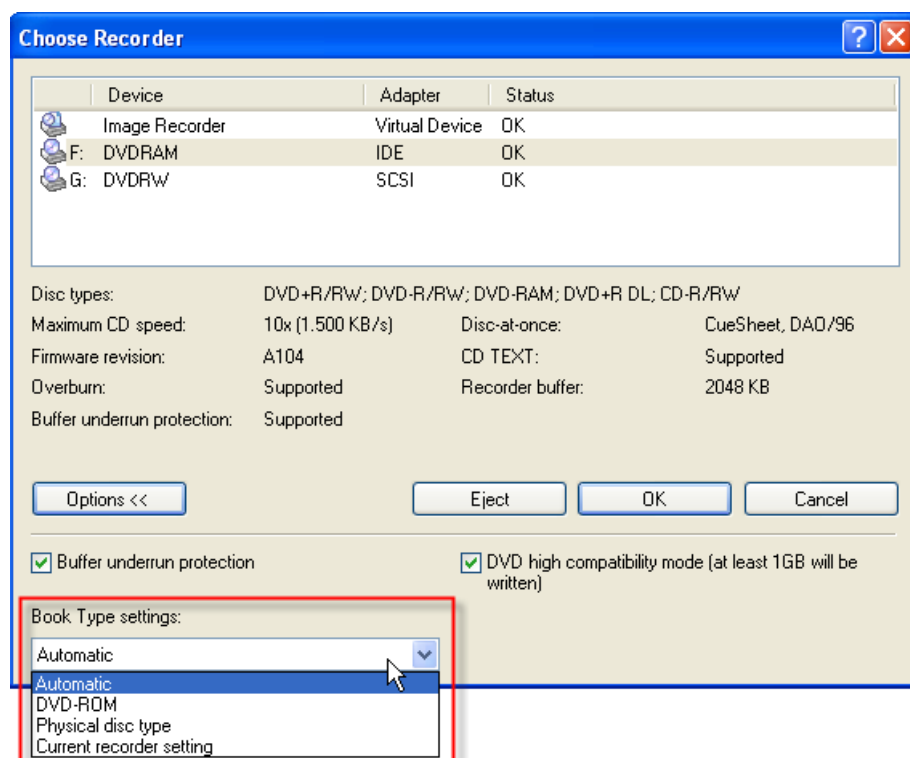 Choose Recorder
Device Adapter Status
Image Recorder Virtual Device OK
F: DVDRAM IDE OK
G: DVDRW SCSI OK
Disc types: DVD+R/RW; DVD-R/RW; DVD-RAM; DVD+R DL; CD-R/RW
Maximum CD speed: 10x (1.500 KB/s) Disc-at-once: CueSheet, DAO/96
Firmware revision: A104 CD TEXT: Supported
Overburn: Supported Recorder buffer: 2048 KB
Buffer underrun protection: Supported
Options << Eject OK Cancel
Buffer underrun protection DVD high compatibility mode (at least 1GB will be
written)
Book Type settings:
Automatic
Automatic
DVD-ROM
Physical disc type
Current recorder setting